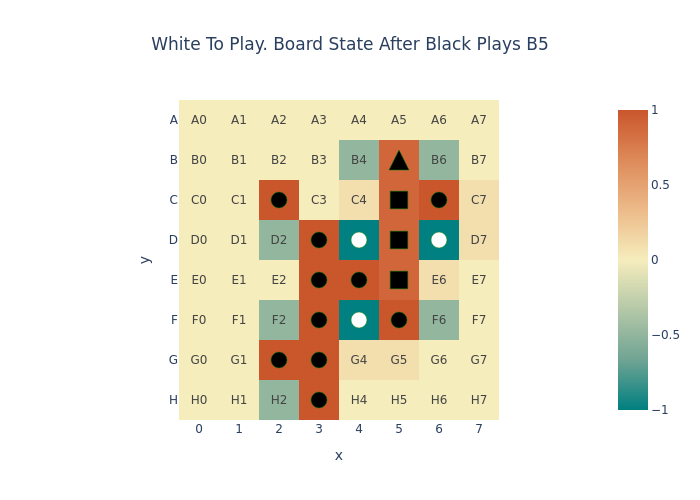 White To Play. Board State After Black Plays B5
A A0 A1 A2 A3 A4 A5 A6 A7
B B0 B1 B2 B3 B4 B6 B7
C C0 C1 C3 C4 C7
D D0 D1 D2 D7
E E0 E1 E2 E6 E7
F F0 F1 F2 F6 F7
G G0 G1 G4 G5 G6 G7
H H0 H1 H2 H4 H5 H6 H7
0 1 2 3 4 5 6 7
x
y
1
0.5
0
−0.5
−1